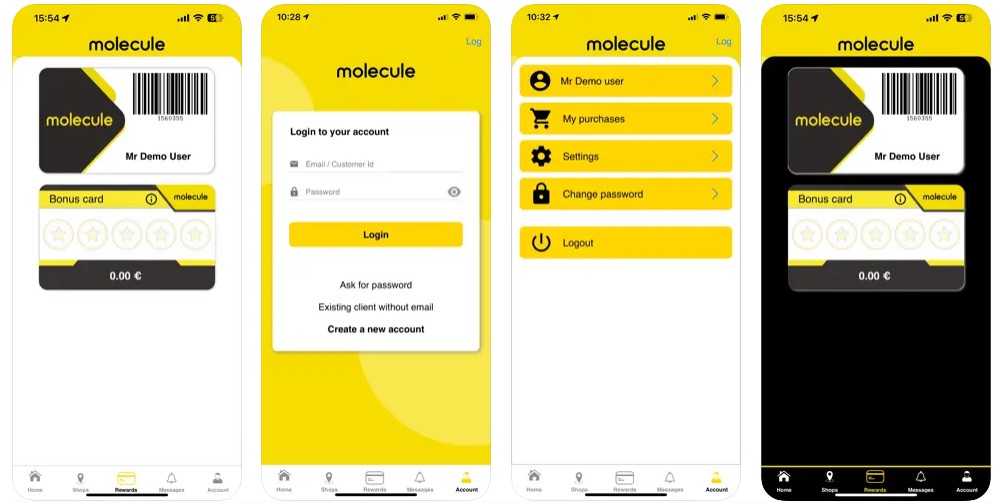 15:54
molecule
molecule
1560355
Mr Demo User
Bonus card
molecule
0.00 €
Home
Shops
Rewards
Messages
Account
10:28
Log
molecule
Login to your account
Email / Customer Id
Password
Login
Ask for password
Existing client without email
Create a new account
Home
Shops
Rewards
Messages
Account
10:32
molecule
Log
Mr Demo user
My purchases
Settings
Change password
Logout
Home
Shops
Rewards
Messages
Account
15:54
molecule
molecule
1560355
Mr Demo User
Bonus card
molecule
0.00 €
Home
Shops
Rewards
Messages
Account